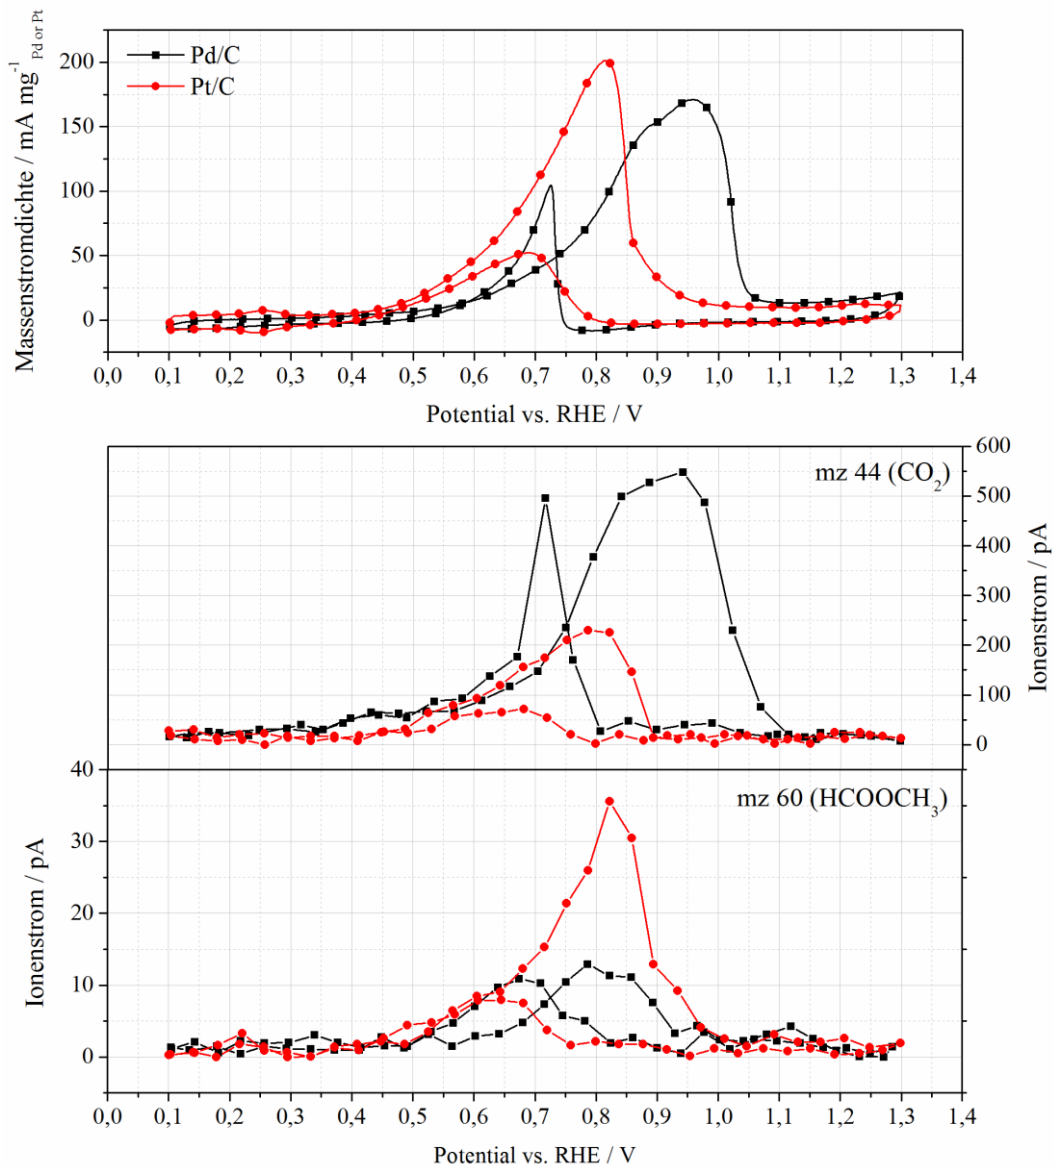 Pd/C
Pt/C
Massenstromdichte / mA mg-1 Pd or Pt
200
150
100
50
0
0,0 0,1 0,2 0,3 0,4 0,5 0,6 0,7 0,8 0,9 1,0 1,1 1,2 1,3 1,4
Potential vs. RHE / V
mz 44 (CO2)
600
500
400
300
200
100
0
Ionenstrom / pA
mz 60 (HCOOCH3)
40
30
20
10
0
Ionenstrom / pA
0,0 0,1 0,2 0,3 0,4 0,5 0,6 0,7 0,8 0,9 1,0 1,1 1,2 1,3 1,4
Potential vs. RHE / V